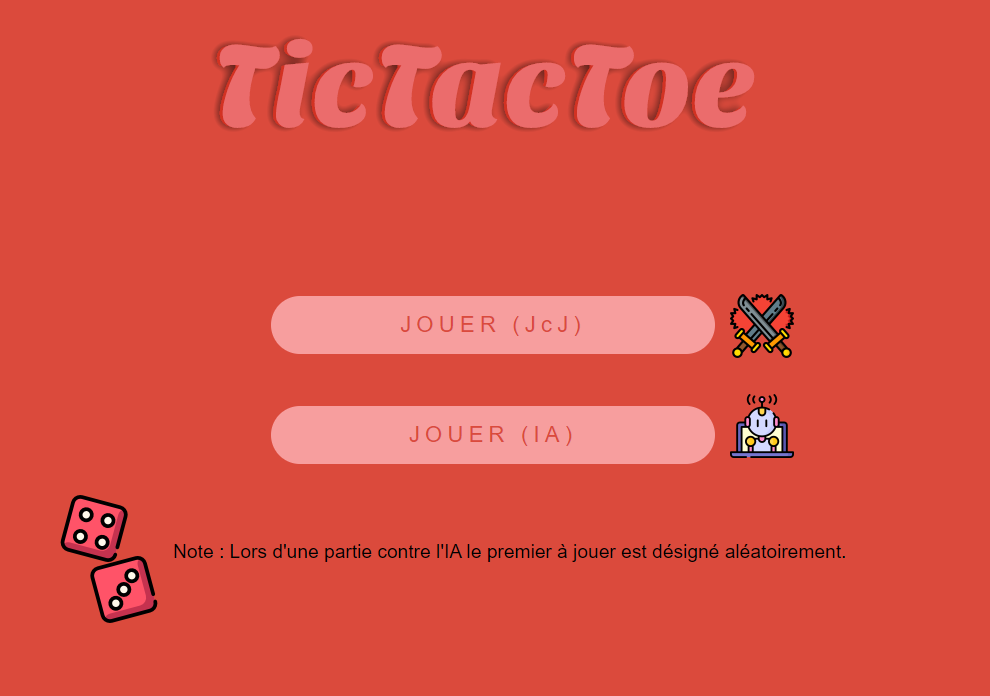 TicTacToe
JOUER (JcJ)
JOUER (IA)
Note : Lors d'une partie contre l'IA le premier à jouer est désigné aléatoirement.